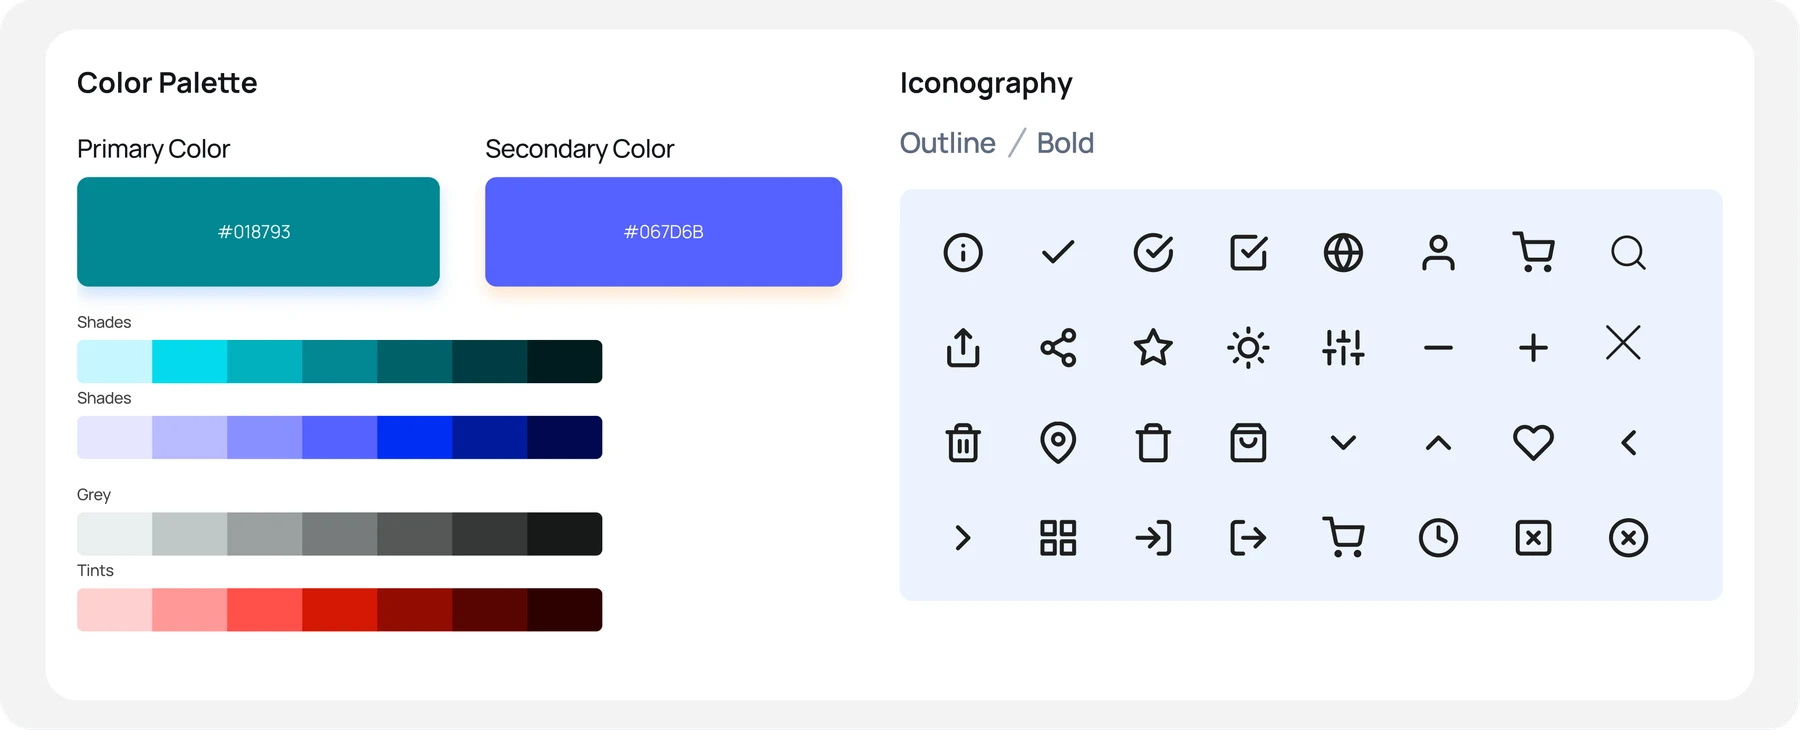 Color Palette
Primary Color
Secondary Color
#018793
#067D6B
Shades
Shades
Grey
Tints
Iconography
Outline / Bold